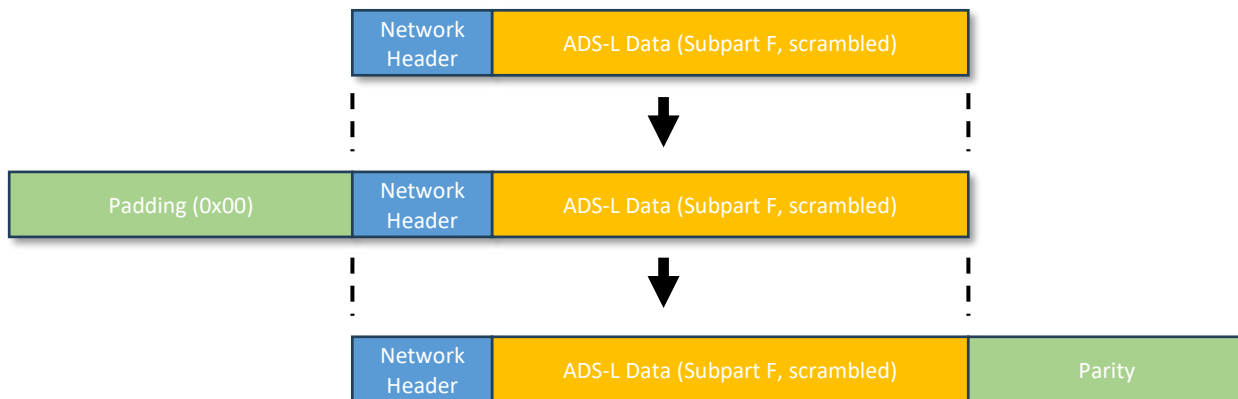 Network
Header
ADS-L Data (Subpart F, scrambled)
Padding (0x00)
Network
Header
ADS-L Data (Subpart F, scrambled)
Network
Header
ADS-L Data (Subpart F, scrambled)
Parity